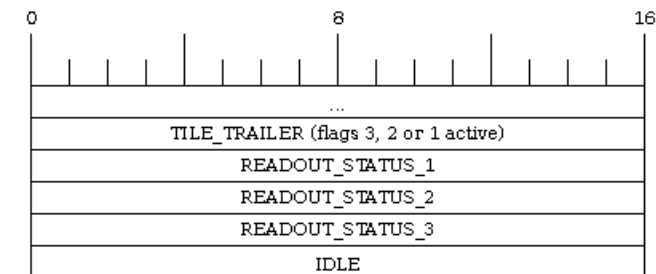 0 8 16
...
TILE_TRAILER (flags 3, 2 or 1 active)
READOUT_STATUS_1
READOUT_STATUS_2
READOUT_STATUS_3
IDLE